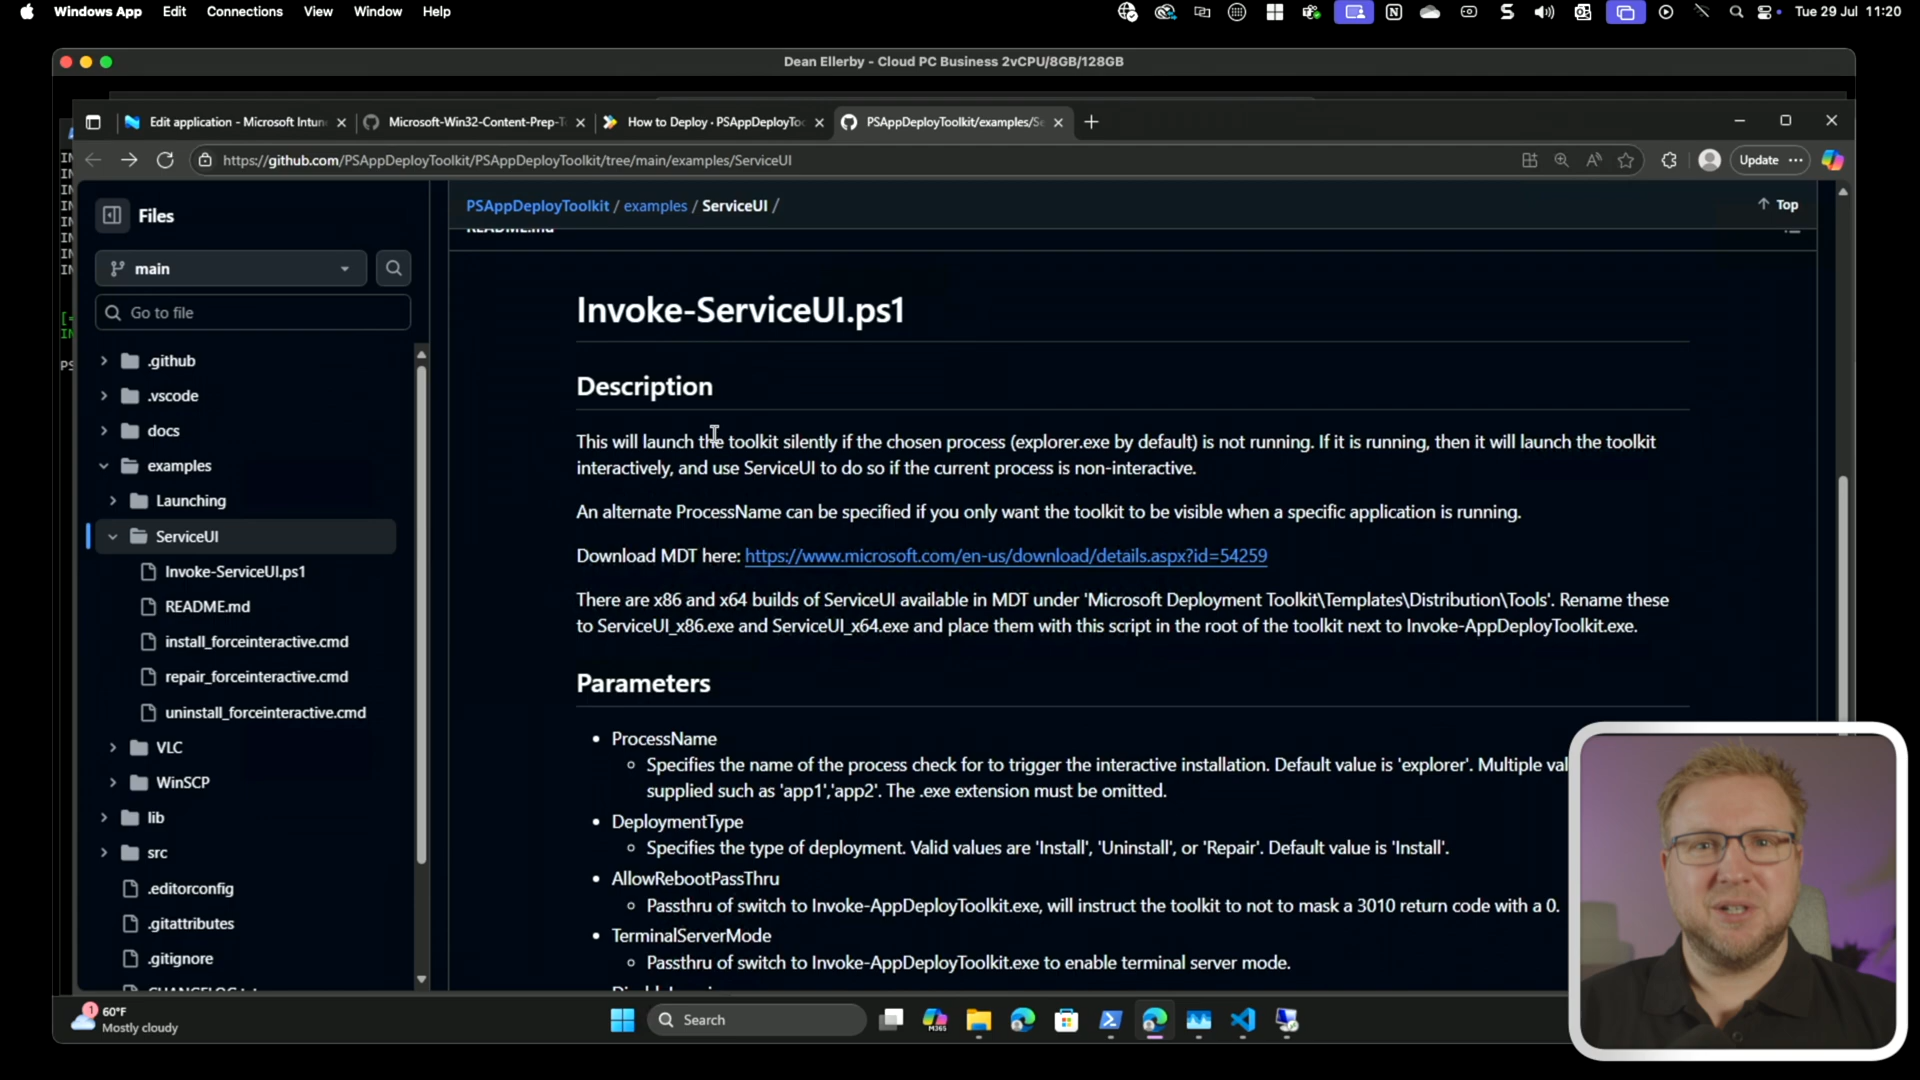 Windows App Edit Connections View Window Help
Tue 29 Jul 11:20
Dean Ellerby - Cloud PC Business 2vCPU/8GB/128GB
Edit application - Microsoft Intun
Microsoft-Win32-Content-Prep-T
How to Deploy · PSAppDeployTo
PSAppDeployToolkit/examples/Se
https://github.com/PSAppDeployToolkit/PSAppDeployToolkit/tree/main/examples/ServiceUI
Update
Files
PSAppDeployToolkit / examples / ServiceUI /
Top
README.md
main
Go to file
.github
.vscode
docs
examples
Launching
ServiceUI
Invoke-ServiceUI.ps1
README.md
install_forceinteractive.cmd
repair_forceinteractive.cmd
uninstall_forceinteractive.cmd
VLC
WinSCP
lib
src
.editorconfig
.gitattributes
.gitignore
Invoke-ServiceUI.ps1
Description
This will launch the toolkit silently if the chosen process (explorer.exe by default) is not running. If it is running, then it will launch the toolkit
interactively, and use ServiceUI to do so if the current process is non-interactive.
An alternate ProcessName can be specified if you only want the toolkit to be visible when a specific application is running.
Download MDT here: https://www.microsoft.com/en-us/download/details.aspx?id=54259
There are x86 and x64 builds of ServiceUI available in MDT under 'Microsoft Deployment Toolkit\Templates\Distribution\Tools'. Rename these
to ServiceUI_x86.exe and ServiceUI_x64.exe and place them with this script in the root of the toolkit next to Invoke-AppDeployToolkit.exe.
Parameters
ProcessName
Specifies the name of the process check for to trigger the interactive installation. Default value is 'explorer'. Multiple val
supplied such as 'app1','app2'. The .exe extension must be omitted.
DeploymentType
Specifies the type of deployment. Valid values are 'Install', 'Uninstall', or 'Repair'. Default value is 'Install'.
AllowRebootPassThru
Passthru of switch to Invoke-AppDeployToolkit.exe, will instruct the toolkit to not to mask a 3010 return code with a 0.
TerminalServerMode
Passthru of switch to Invoke-AppDeployToolkit.exe to enable terminal server mode.
1
60°F
Mostly cloudy
Search
M365